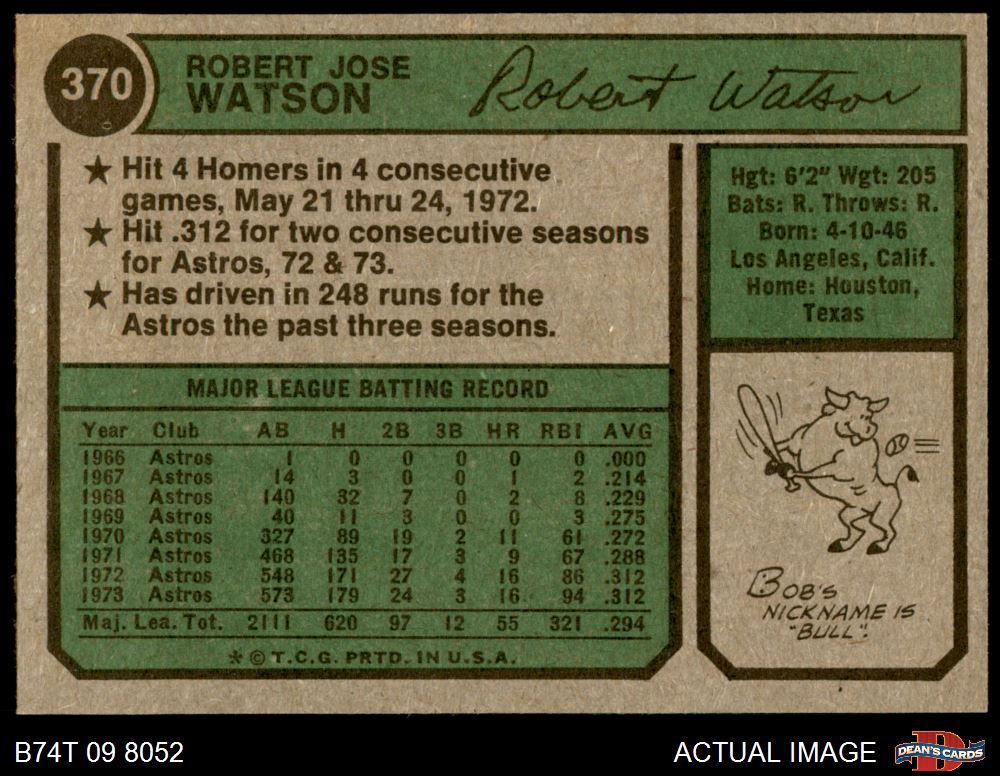 370
ROBERT JOSE
WATSON
Robert Watson
★ Hit 4 Homers in 4 consecutive
games, May 21 thru 24, 1972.
★ Hit .312 for two consecutive seasons
for Astros, 72 & 73.
★ Has driven in 248 runs for the
Astros the past three seasons.
Hgt: 6'2" Wgt: 205
Bats: R. Throws: R.
Born: 4-10-46
Los Angeles, Calif.
Home: Houston,
Texas
MAJOR LEAGUE BATTING RECORD
Year Club AB H 2B 3B HR RBI AVG
1966 Astros 1 0 0 0 0 0 .000
1967 Astros 14 3 0 0 1 2 .214
1968 Astros 140 32 7 0 2 8 .229
1969 Astros 40 11 3 0 0 3 .275
1970 Astros 327 89 19 2 11 61 .272
1971 Astros 468 135 17 3 9 67 .288
1972 Astros 548 171 27 4 16 86 .312
1973 Astros 573 179 24 3 16 94 .312
Maj. Lea. Tot. 2111 620 97 12 55 321 .294
* © T.C.G. PRTD. IN U.S.A.
BOB'S
NICKNAME IS
"BULL".
B74T 09 8052
ACTUAL IMAGE
DEAN'S CARDS